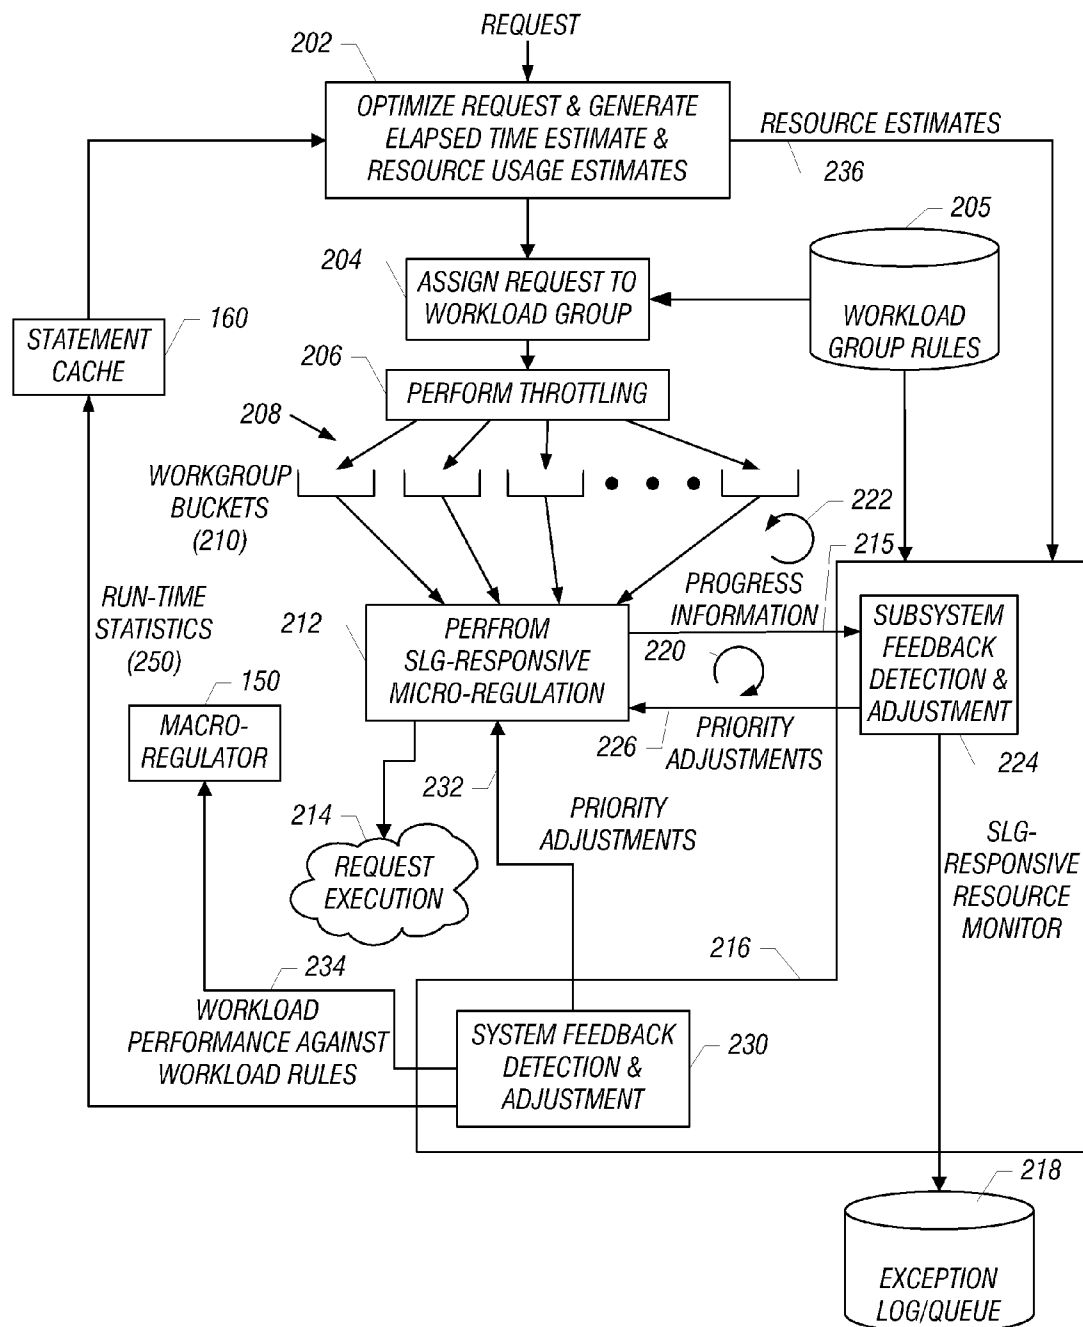 REQUEST
202
OPTIMIZE REQUEST & GENERATE
ELAPSED TIME ESTIMATE &
RESOURCE USAGE ESTIMATES
RESOURCE ESTIMATES
236
205
204
ASSIGN REQUEST TO
WORKLOAD GROUP
WORKLOAD
GROUP RULES
STATEMENT
CACHE
160
206
PERFORM THROTTLING
208
WORKGROUP
BUCKETS
(210)
222
215
PROGRESS
INFORMATION
RUN-TIME
STATISTICS
(250)
212
PERFROM
SLG-RESPONSIVE
MICRO-REGULATION
220
SUBSYSTEM
FEEDBACK
DETECTION &
ADJUSTMENT
150
MACRO-
REGULATOR
226
PRIORITY
ADJUSTMENTS
224
232
214
REQUEST
EXECUTION
PRIORITY
ADJUSTMENTS
SLG-
RESPONSIVE
RESOURCE
MONITOR
216
234
WORKLOAD
PERFORMANCE AGAINST
WORKLOAD RULES
SYSTEM FEEDBACK
DETECTION &
ADJUSTMENT
230
218
EXCEPTION
LOG/QUEUE